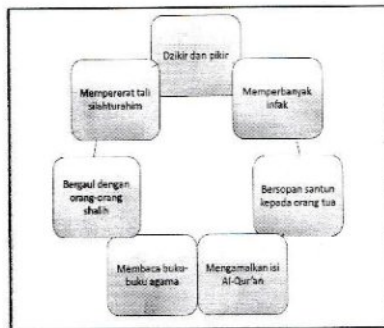 Dzikir dan pikir
Memperbanyak
infak
Bersopan santun
kepada orang tua
Mengamalkan isi
Al-Qur'an
Membaca buku-
buku agama
Bergaul dengan
orang-orang
shalih
Mempererat tali
silahturahim